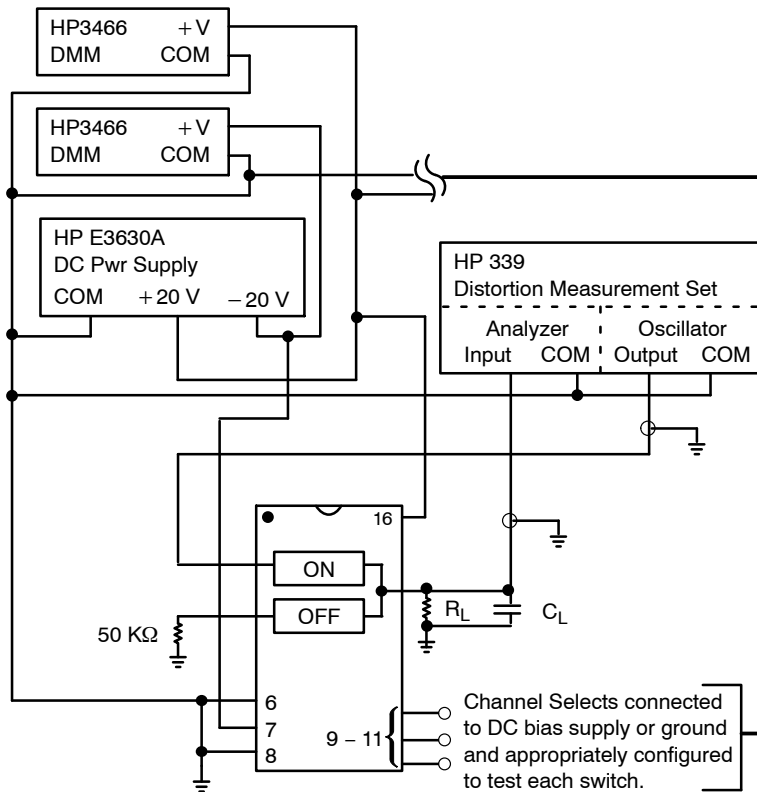 HP3466 +V
DMM COM
HP3466 +V
DMM COM
HP E3630A
DC Pwr Supply
COM +20 V −20 V
HP 339
Distortion Measurement Set
Analyzer Oscillator
Input COM Output COM
16
ON
OFF
50 KΩ
RL
CL
6
7
8
9 − 11
Channel Selects connected
to DC bias supply or ground
and appropriately configured
to test each switch.